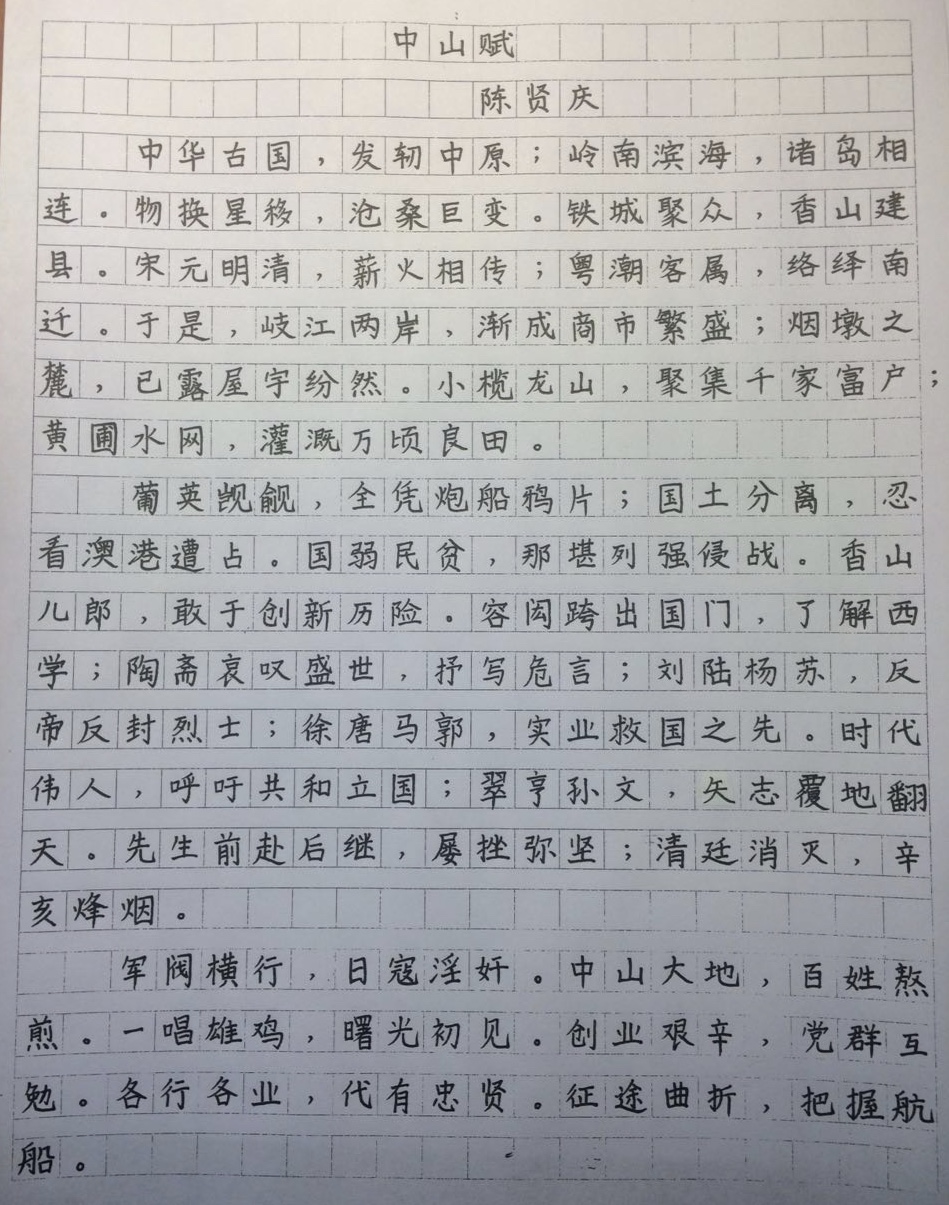 中山赋
陈贤庆
中华古国，发轫中原；岭南滨海，诸岛相
连。物换星移，沧桑巨变。铁城聚众，香山建
县。宋元明清，薪火相传；粤潮客属，络绎南
迁。于是，岐江两岸，渐成商市繁盛；烟墩之
麓，已露屋宇纷然。小榄龙山，聚集千家富户；
黄圃水网，灌溉万顷良田。
葡英觊觎，全凭炮船鸦片；国土分离，忍
看澳港遭占。国弱民贫，那堪列强侵战。香山
儿郎，敢于创新历险。容闳跨出国门，了解西
学；陶斋哀叹盛世，抒写危言；刘陆杨苏，反
帝反封烈士；徐唐马郭，实业救国之先。时代
伟人，呼吁共和立国；翠亨孙文，矢志覆地翻
天。先生前赴后继，屡挫弥坚；清廷消灭，辛
亥烽烟。
军阀横行，日寇淫奸。中山大地，百姓熬
煎。一唱雄鸡，曙光初见。创业艰辛，党群互
勉。各行各业，代有忠贤。征途曲折，把握航
船。